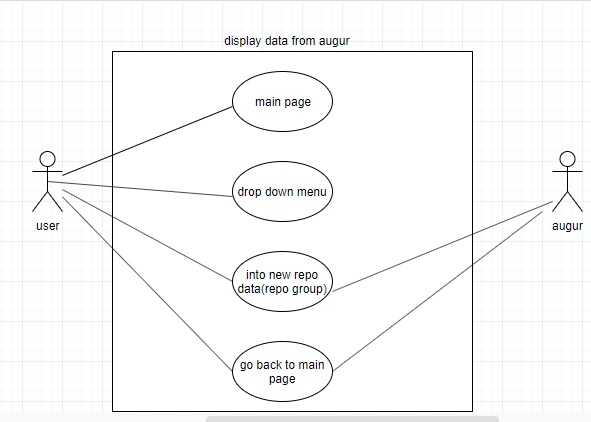 display data from augur
main page
drop down menu
into new repo
data(repo group)
go back to main
page
user
augur